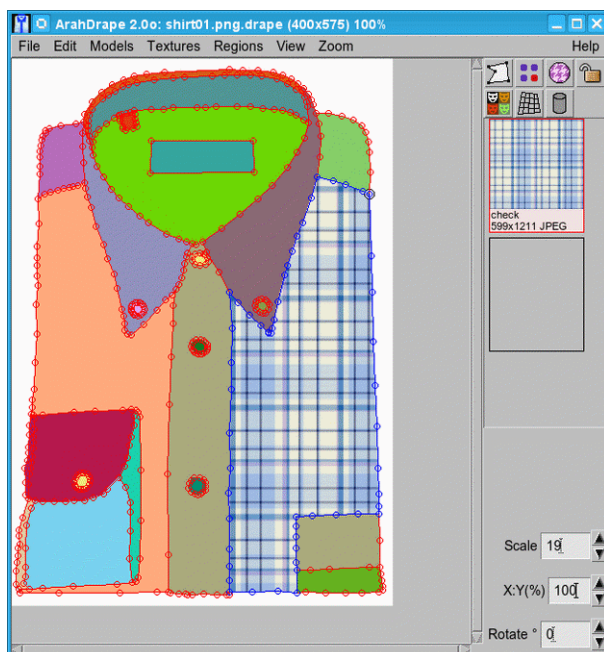 ArahDrape 2.0o: shirt01.png.drape (400x575) 100%
File Edit Models Textures Regions View Zoom Help
check
599x1211 JPEG
Scale 19
X:Y(%) 100
Rotate ° 0